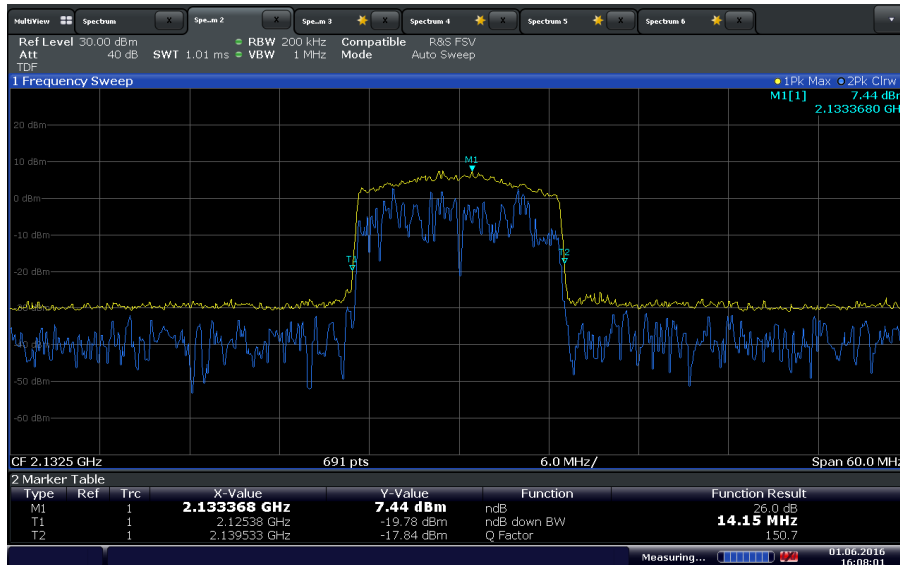 MultiView Spectrum X Spe...m 2 X Spe...m 3 X Spectrum 4 X Spectrum 5 X Spectrum 6 X
Ref Level 30.00 dBm RBW 200 kHz Compatible R&S FSV
Att 40 dB SWT 1.01 ms VBW 1 MHz Mode Auto Sweep
TDF
1 Frequency Sweep 1Pk Max 2Pk Clrw
M1[1] 7.44 dBm
2.1333680 GH
20 dBm
10 dBm
M1
0 dBm
-10 dBm
T1
T2
-20 dBm
-30 dBm
-40 dBm
-50 dBm
-60 dBm
CF 2.1325 GHz 691 pts 6.0 MHz/ Span 60.0 MHz
2 Marker Table
Type Ref Trc X-Value Y-Value Function Function Result
M1 1 2.133368 GHz 7.44 dBm ndB 26.0 dB
T1 1 2.12538 GHz -19.78 dBm ndB down BW 14.15 MHz
T2 1 2.139533 GHz -17.84 dBm Q Factor 150.7
Measuring... 01.06.2016
16:08:01